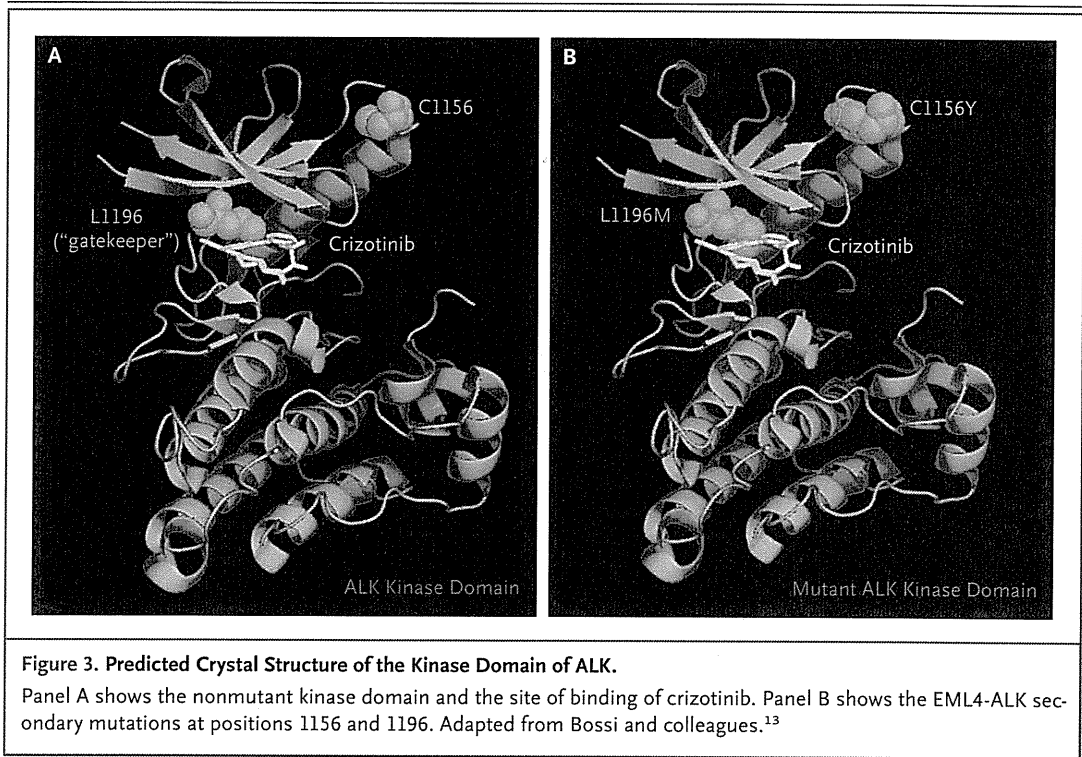 A
C1156
L1196
("gatekeeper")
Crizotinib
ALK Kinase Domain
B
C1156Y
L1196M
Crizotinib
Mutant ALK Kinase Domain
Figure 3. Predicted Crystal Structure of the Kinase Domain of ALK.
Panel A shows the nonmutant kinase domain and the site of binding of crizotinib. Panel B shows the EML4-ALK sec-
ondary mutations at positions 1156 and 1196. Adapted from Bossi and colleagues.¹³